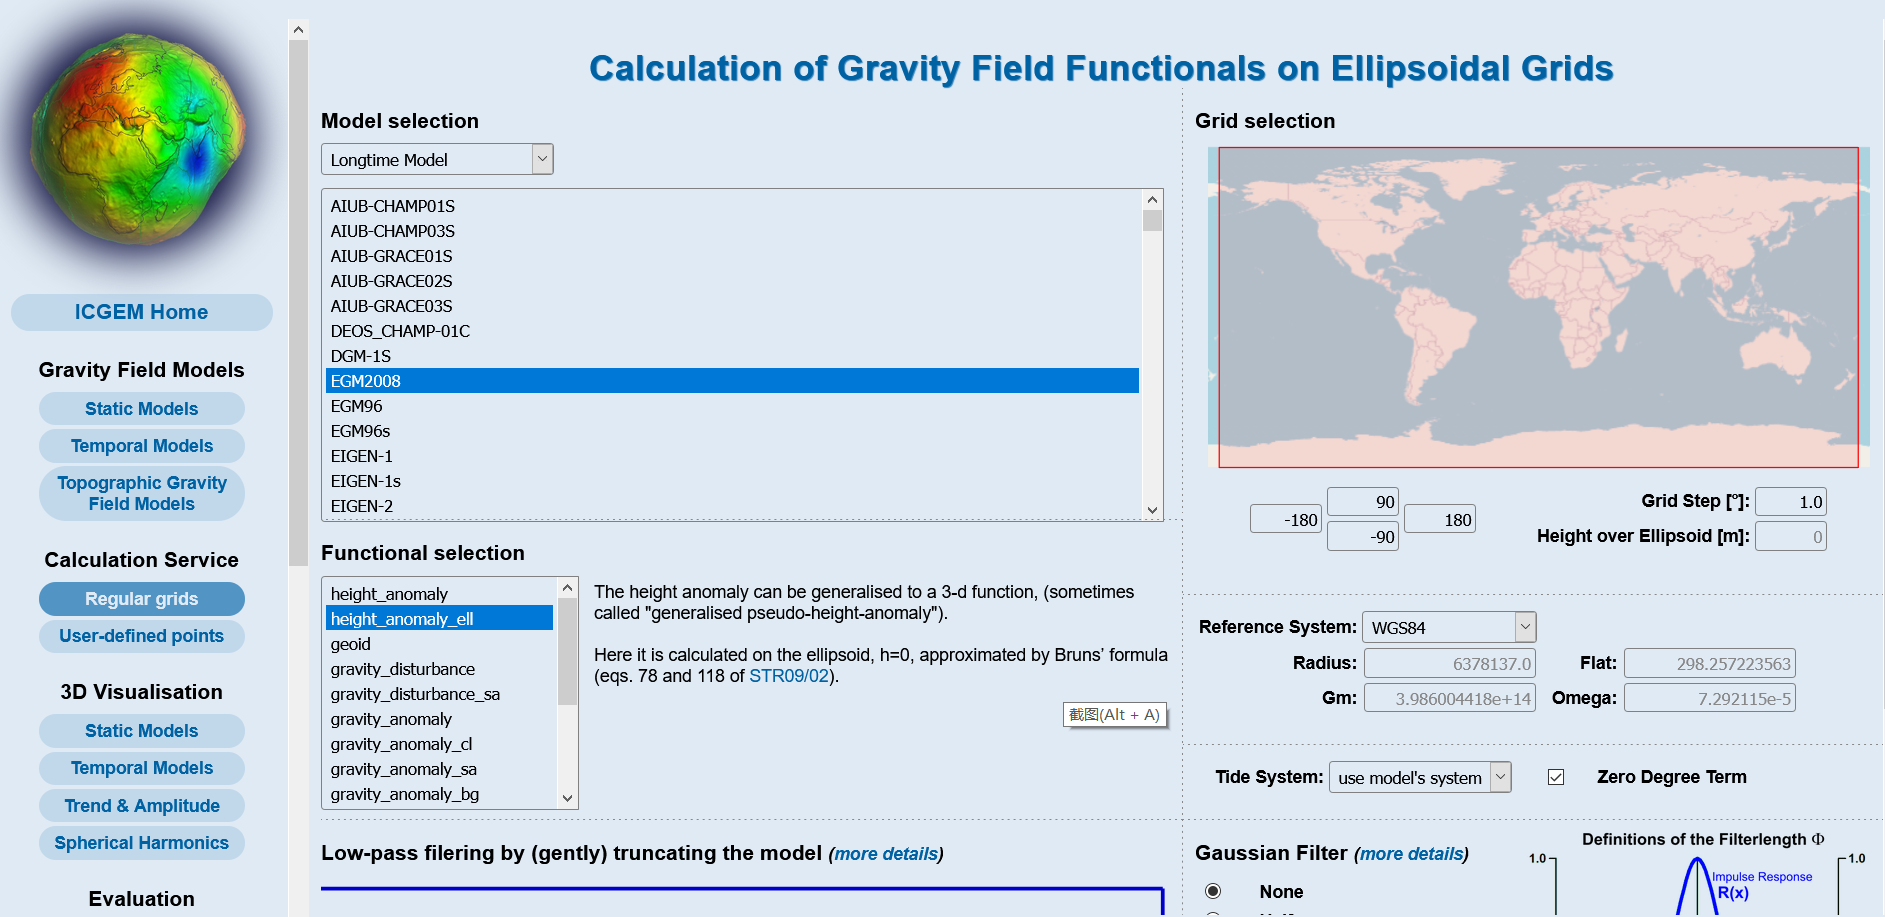 Calculation of Gravity Field Functionals on Ellipsoidal Grids
ICGEM Home
Gravity Field Models
Static Models
Temporal Models
Topographic Gravity
Field Models
Calculation Service
Regular grids
User-defined points
3D Visualisation
Static Models
Temporal Models
Trend & Amplitude
Spherical Harmonics
Evaluation
Model selection
Longtime Model
AIUB-CHAMP01S
AIUB-CHAMP03S
AIUB-GRACE01S
AIUB-GRACE02S
AIUB-GRACE03S
DEOS_CHAMP-01C
DGM-1S
EGM2008
EGM96
EGM96s
EIGEN-1
EIGEN-1s
EIGEN-2
Functional selection
height_anomaly
height_anomaly_ell
geoid
gravity_disturbance
gravity_disturbance_sa
gravity_anomaly
gravity_anomaly_cl
gravity_anomaly_sa
gravity_anomaly_bg
The height anomaly can be generalised to a 3-d function, (sometimes
called "generalised pseudo-height-anomaly").
Here it is calculated on the ellipsoid, h=0, approximated by Bruns’ formula
(eqs. 78 and 118 of STR09/02).
截图(Alt + A)
Low-pass filering by (gently) truncating the model (more details)
Grid selection
90
-180
180
-90
Grid Step [°]: 1.0
Height over Ellipsoid [m]: 0
Reference System: WGS84
Radius: 6378137.0 Flat: 298.257223563
Gm: 3.986004418e+14 Omega: 7.292115e-5
Tide System: use model's system Zero Degree Term
Gaussian Filter (more details)
None
Definitions of the Filterlength Φ
1.0
1.0
Impulse Response
R(x)